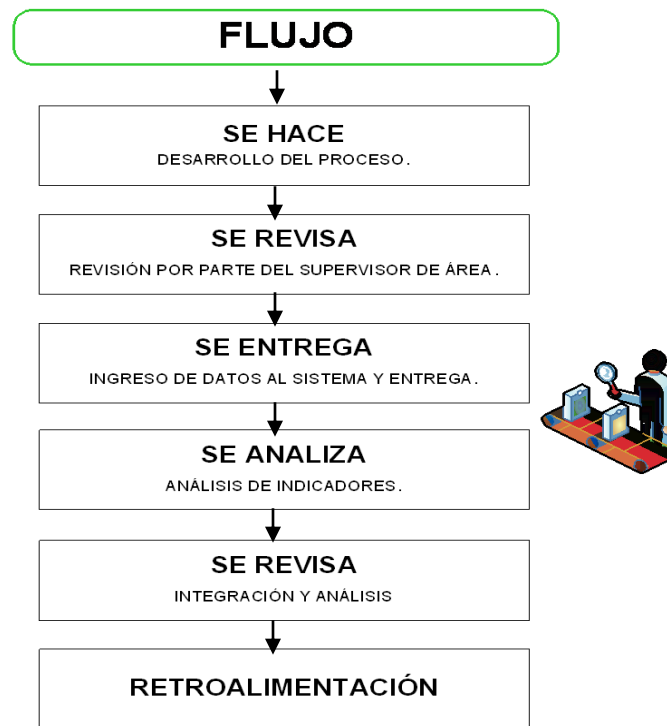 FLUJO
SE HACE
DESARROLLO DEL PROCESO.
SE REVISA
REVISIÓN POR PARTE DEL SUPERVISOR DE ÁREA.
SE ENTREGA
INGRESO DE DATOS AL SISTEMA Y ENTREGA.
SE ANALIZA
ANÁLISIS DE INDICADORES.
SE REVISA
INTEGRACIÓN Y ANÁLISIS
RETROALIMENTACIÓN